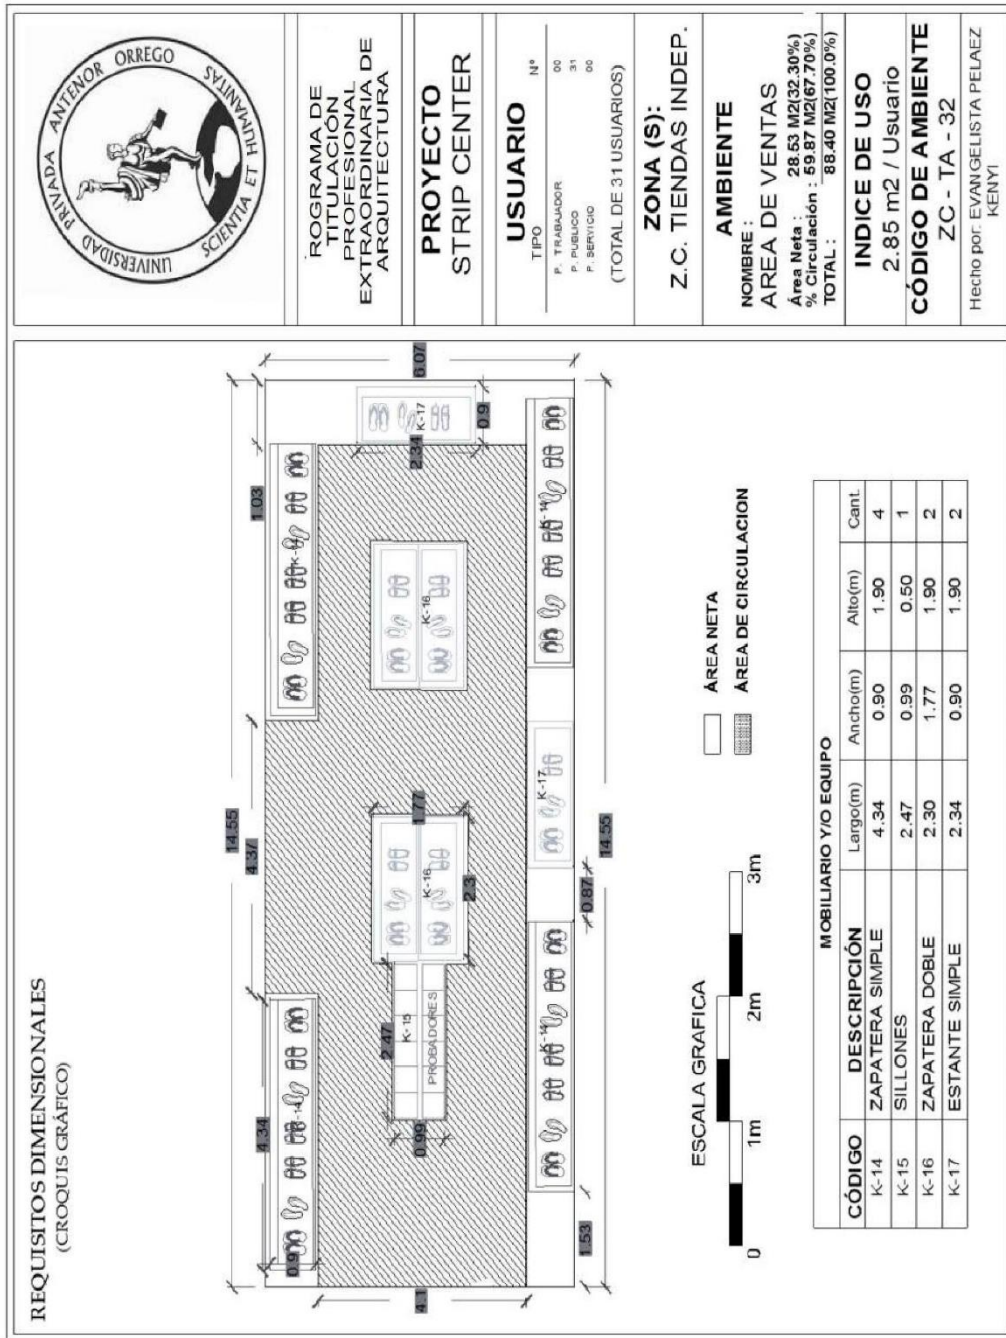 REQUISITOS DIMENSIONALES
(CROQUIS GRÁFICO)
14.55
4.34
4.37
1.03
0.9
K-14
K-14
6.07
4.1
2.47
K-15
PROBADORES
0.99
K-16
1.77
2.3
K-16
2.34
K-17
0.9
K-14
K-17
K-14
1.53
0.87
14.55
ESCALA GRAFICA
0 1m 2m 3m
ÁREA NETA
ÁREA DE CIRCULACION
MOBILIARIO Y/O EQUIPO
CÓDIGO DESCRIPCIÓN Largo(m) Ancho(m) Alto(m) Cant.
K-14 ZAPATERA SIMPLE 4.34 0.90 1.90 4
K-15 SILLONES 2.47 0.99 0.50 1
K-16 ZAPATERA DOBLE 2.30 1.77 1.90 2
K-17 ESTANTE SIMPLE 2.34 0.90 1.90 2
UNIVERSIDAD PRIVADA ANTENOR ORREGO
SCIENTIA ET HUMANITAS
ROGRAMA DE
TITULACIÓN
PROFESIONAL
EXTRAORDINARIA DE
ARQUITECTURA
PROYECTO
STRIP CENTER
USUARIO
TIPO Nº
P. TRABAJADOR 00
P. PUBLICO 31
P. SERVICIO 00
(TOTAL DE 31 USUARIOS)
ZONA (S):
Z.C. TIENDAS INDEP.
AMBIENTE
NOMBRE :
AREA DE VENTAS
Área Neta : 28.53 M2(32.30%)
% Circulación : 59.87 M2(67.70%)
TOTAL : 88.40 M2(100.0%)
INDICE DE USO
2.85 m2 / Usuario
CÓDIGO DE AMBIENTE
ZC - TA - 32
Hecho por: EVANGELISTA PELAEZ
KENYI